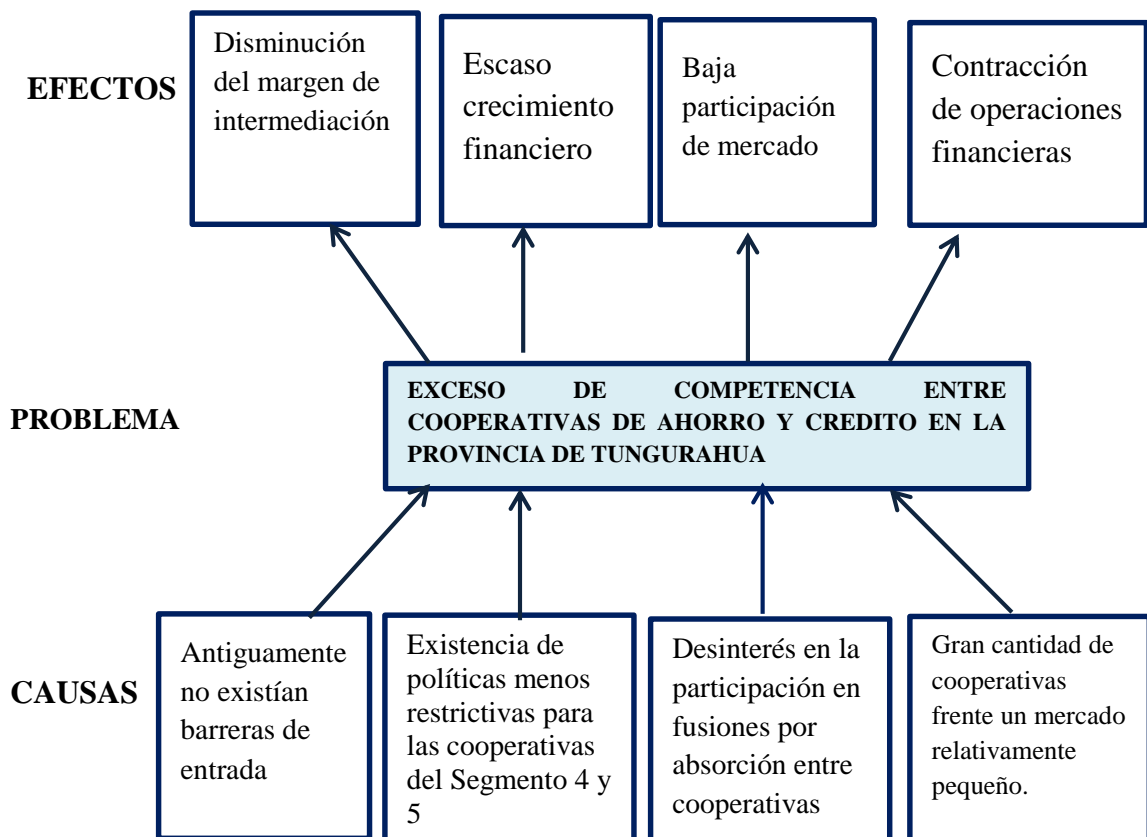 EFECTOS
Disminución
del margen de
intermediación
Escaso
crecimiento
financiero
Baja
participación
de mercado
Contracción
de operaciones
financieras
PROBLEMA
EXCESO DE COMPETENCIA ENTRE
COOPERATIVAS DE AHORRO Y CREDITO EN LA
PROVINCIA DE TUNGURAHUA
CAUSAS
Antiguamente
no existían
barreras de
entrada
Existencia de
políticas menos
restrictivas para
las cooperativas
del Segmento 4 y
5
Desinterés en la
participación en
fusiones por
absorción entre
cooperativas
Gran cantidad de
cooperativas
frente un mercado
relativamente
pequeño.